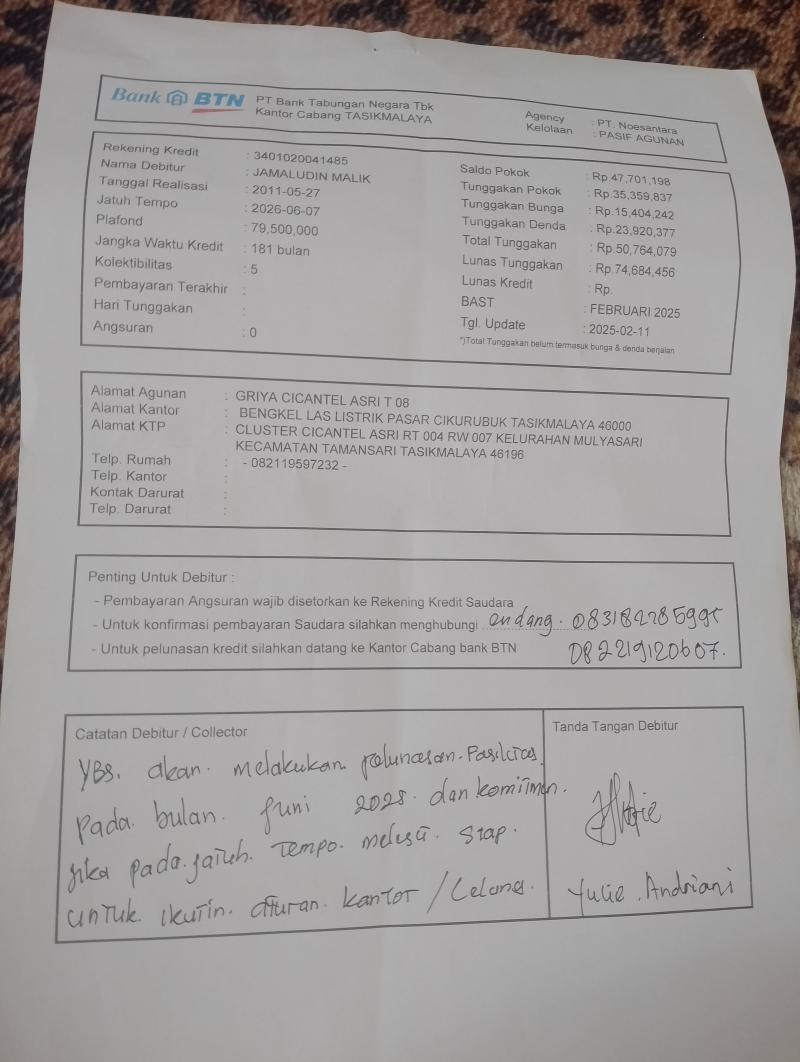 Bank BTN
PT Bank Tabungan Negara Tbk
Kantor Cabang TASIKMALAYA
Agency : PT. Noesantara
Kelolaan : PASIF AGUNAN
Rekening Kredit : 3401020041485
Nama Debitur : JAMALUDIN MALIK
Tanggal Realisasi : 2011-05-27
Jatuh Tempo : 2026-06-07
Plafond : 79,500,000
Jangka Waktu Kredit : 181 bulan
Kolektibilitas : 5
Pembayaran Terakhir :
Hari Tunggakan :
Angsuran : 0
Saldo Pokok : Rp.47,701,198
Tunggakan Pokok : Rp.35,359,837
Tunggakan Bunga : Rp.15,404,242
Tunggakan Denda : Rp.23,920,377
Total Tunggakan : Rp.50,764,079
Lunas Tunggakan : Rp.74,684,456
Lunas Kredit : Rp.
BAST : FEBRUARI 2025
Tgl. Update : 2025-02-11
*)Total Tunggakan belum termasuk bunga & denda berjalan
Alamat Agunan : GRIYA CICANTEL ASRI T 08
Alamat Kantor : BENGKEL LAS LISTRIK PASAR CIKURUBUK TASIKMALAYA 46000
Alamat KTP : CLUSTER CICANTEL ASRI RT 004 RW 007 KELURAHAN MULYASARI
KECAMATAN TAMANSARI TASIKMALAYA 46196
Telp. Rumah : - 082119597232 -
Telp. Kantor :
Kontak Darurat :
Telp. Darurat :
Penting Untuk Debitur :
- Pembayaran Angsuran wajib disetorkan ke Rekening Kredit Saudara
- Untuk konfirmasi pembayaran Saudara silahkan menghubungi endang. 083182285995
- Untuk pelunasan kredit silahkan datang ke Kantor Cabang bank BTN 082219120607.
Catatan Debitur / Collector
YBS. akan. melakukan. pelunasan.
pada. bulan. Juni 2025. dan komitmen.
jika pada. jatuh. Tempo. siap.
untuk. ikutin. aturan. kantor / Lelang.
Tanda Tangan Debitur
Yulie . Andriani